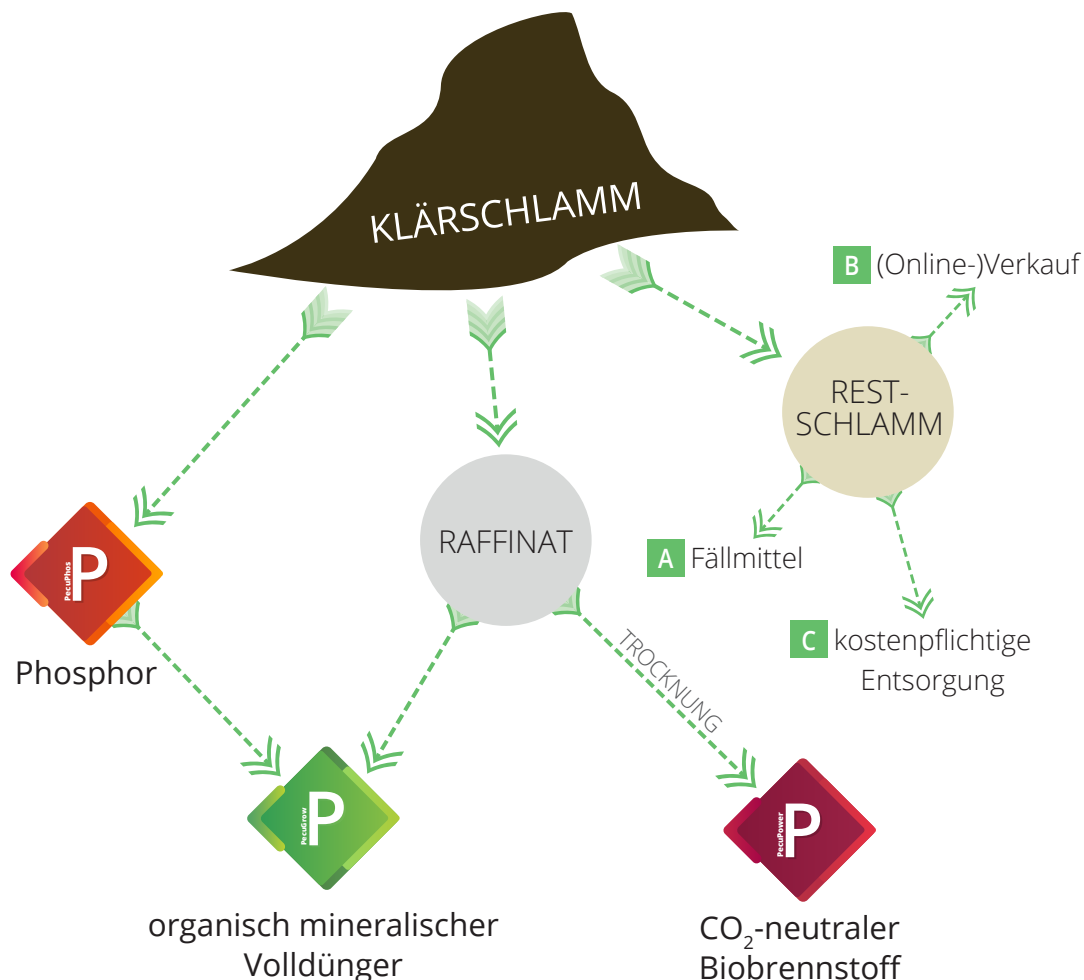 KLÄRSCHLAMM
B (Online-)Verkauf
REST-
SCHLAMM
RAFFINAT
A Fällmittel
PecuPhos
P
Phosphor
C kostenpflichtige
Entsorgung
TROCKNUNG
PecuGrow
P
PecuPower
P
organisch mineralischer
Volldünger
CO₂-neutraler
Biobrennstoff